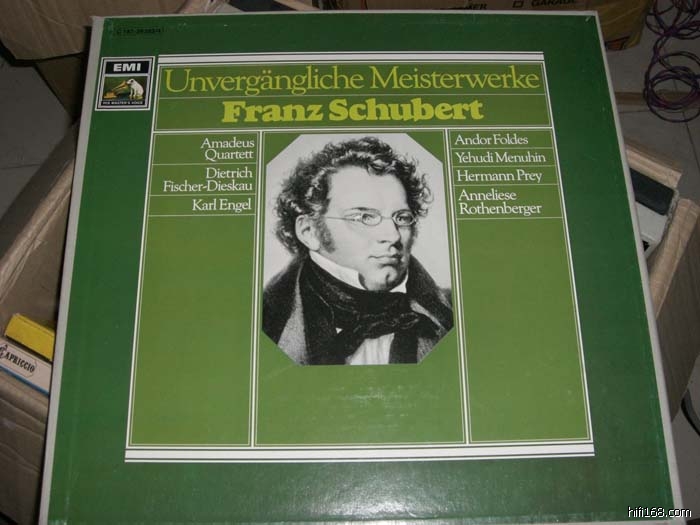 EMI
HIS MASTER'S VOICE
Unvergängliche Meisterwerke
Franz Schubert
Amadeus
Quartett
Dietrich
Fischer-Dieskau
Karl Engel
Andor Foldes
Yehudi Menuhin
Hermann Prey
Anneliese
Rothenberger
CAPRICCIO
hifi168.com